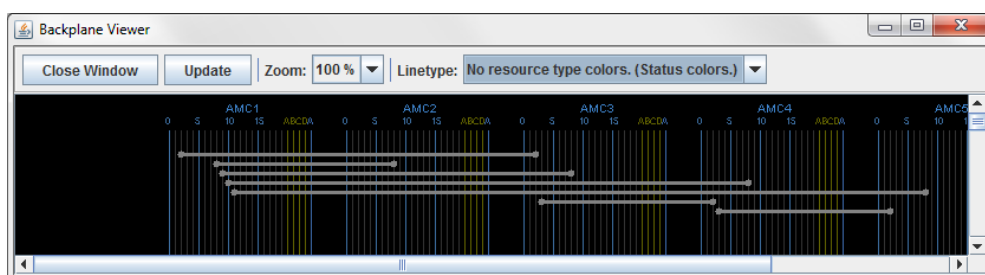 Backplane Viewer
Close Window Update Zoom: 100 % Linetype: No resource type colors. (Status colors.)
AMC1 AMC2 AMC3 AMC4 AMC5
0 5 10 15 ABCDA 0 5 10 15 ABCDA 0 5 10 15 ABCDA 0 5 10 15 ABCDA 0 5 10 1